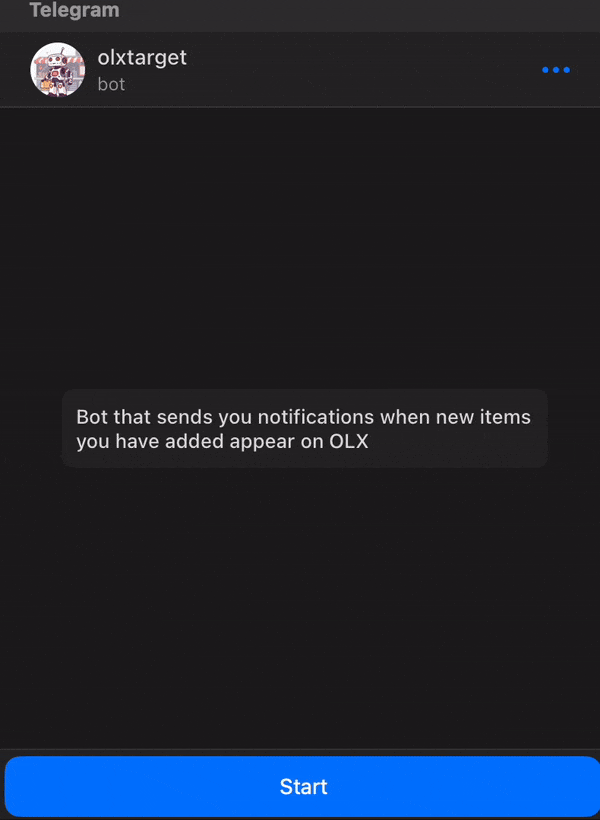 Telegram
olxtarget
bot
Bot that sends you notifications when new items
you have added appear on OLX
Start